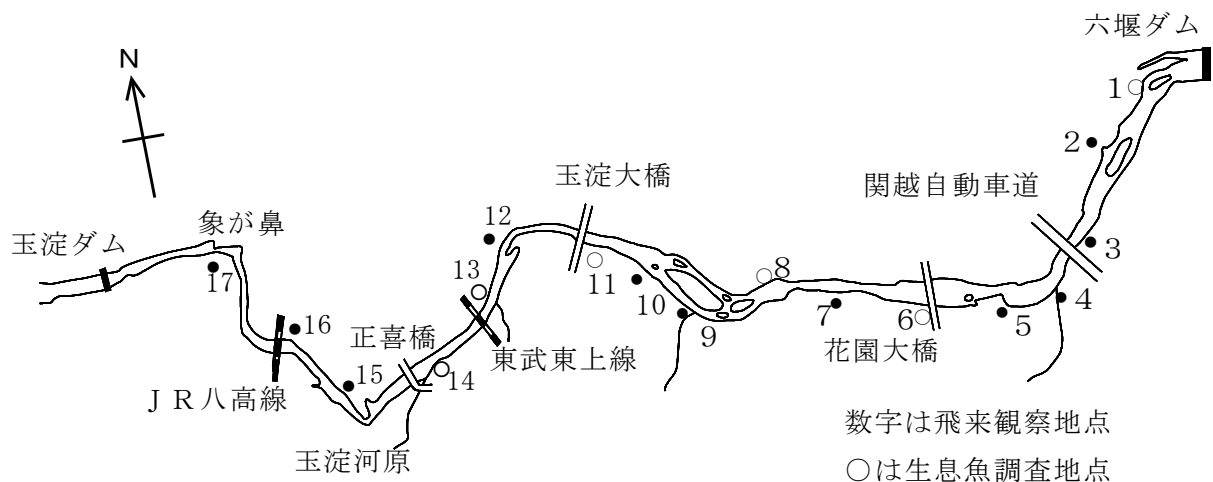 六堰ダム
N
1
2
関越自動車道
玉淀大橋
12
象が鼻
玉淀ダム
3
17
13
11
8
10
16
正喜橋
9
7
6
5
4
東武東上線
花園大橋
15
14
ＪＲ八高線
数字は飛来観察地点
玉淀河原
○は生息魚調査地点